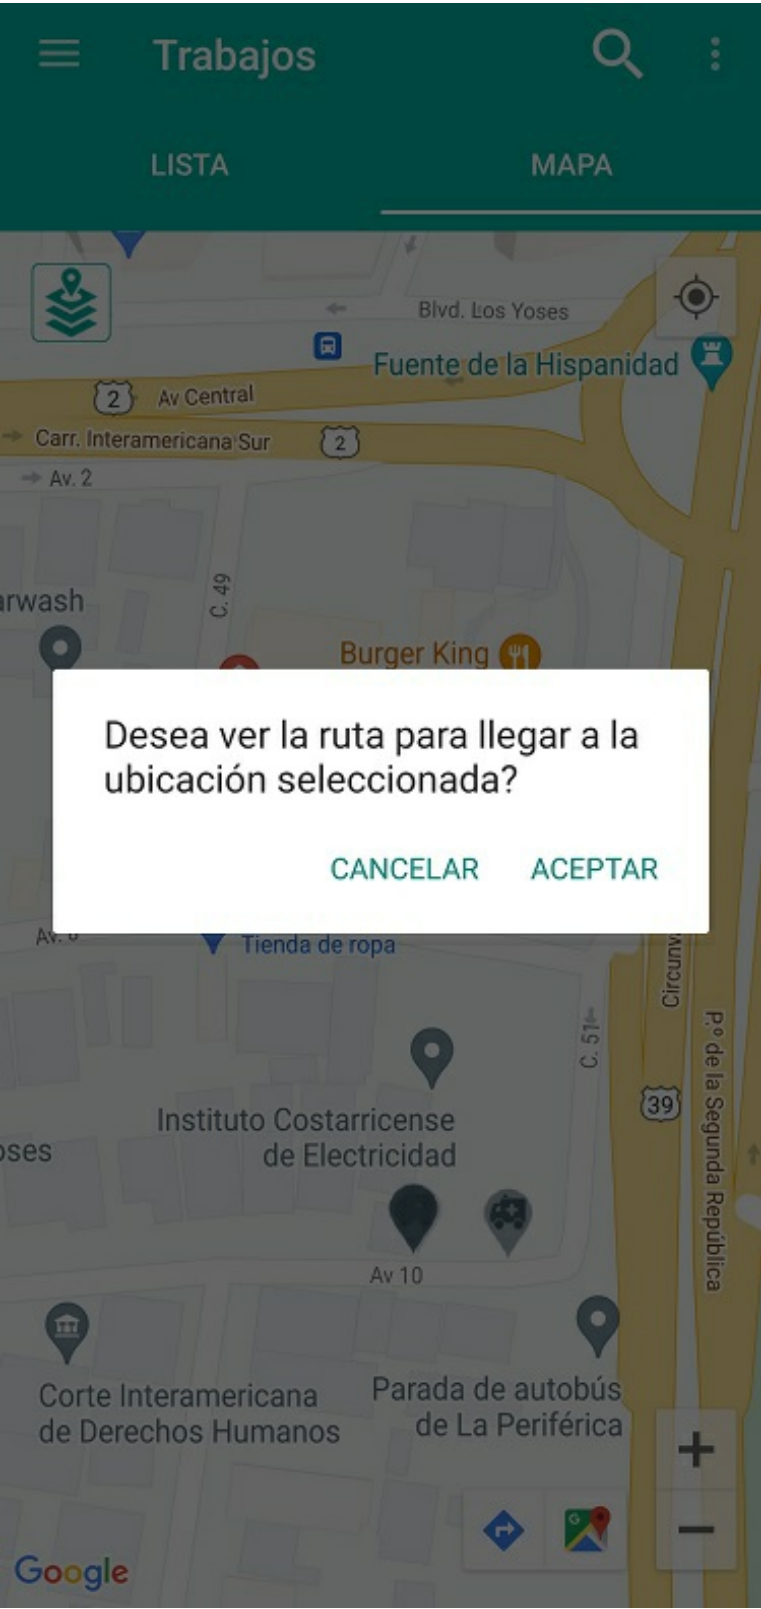 Trabajos
LISTA
MAPA
Blvd. Los Yoses
Fuente de la Hispanidad
2
Av Central
Carr. Interamericana Sur
2
Av. 2
C. 49
arwash
Burger King
Desea ver la ruta para llegar a la
ubicación seleccionada?
CANCELAR
ACEPTAR
Tienda de ropa
Circunv
C. 51
P.º de la Segunda República
39
Instituto Costarricense
de Electricidad
oses
Av 10
Corte Interamericana
de Derechos Humanos
Parada de autobús
de La Periférica
Google